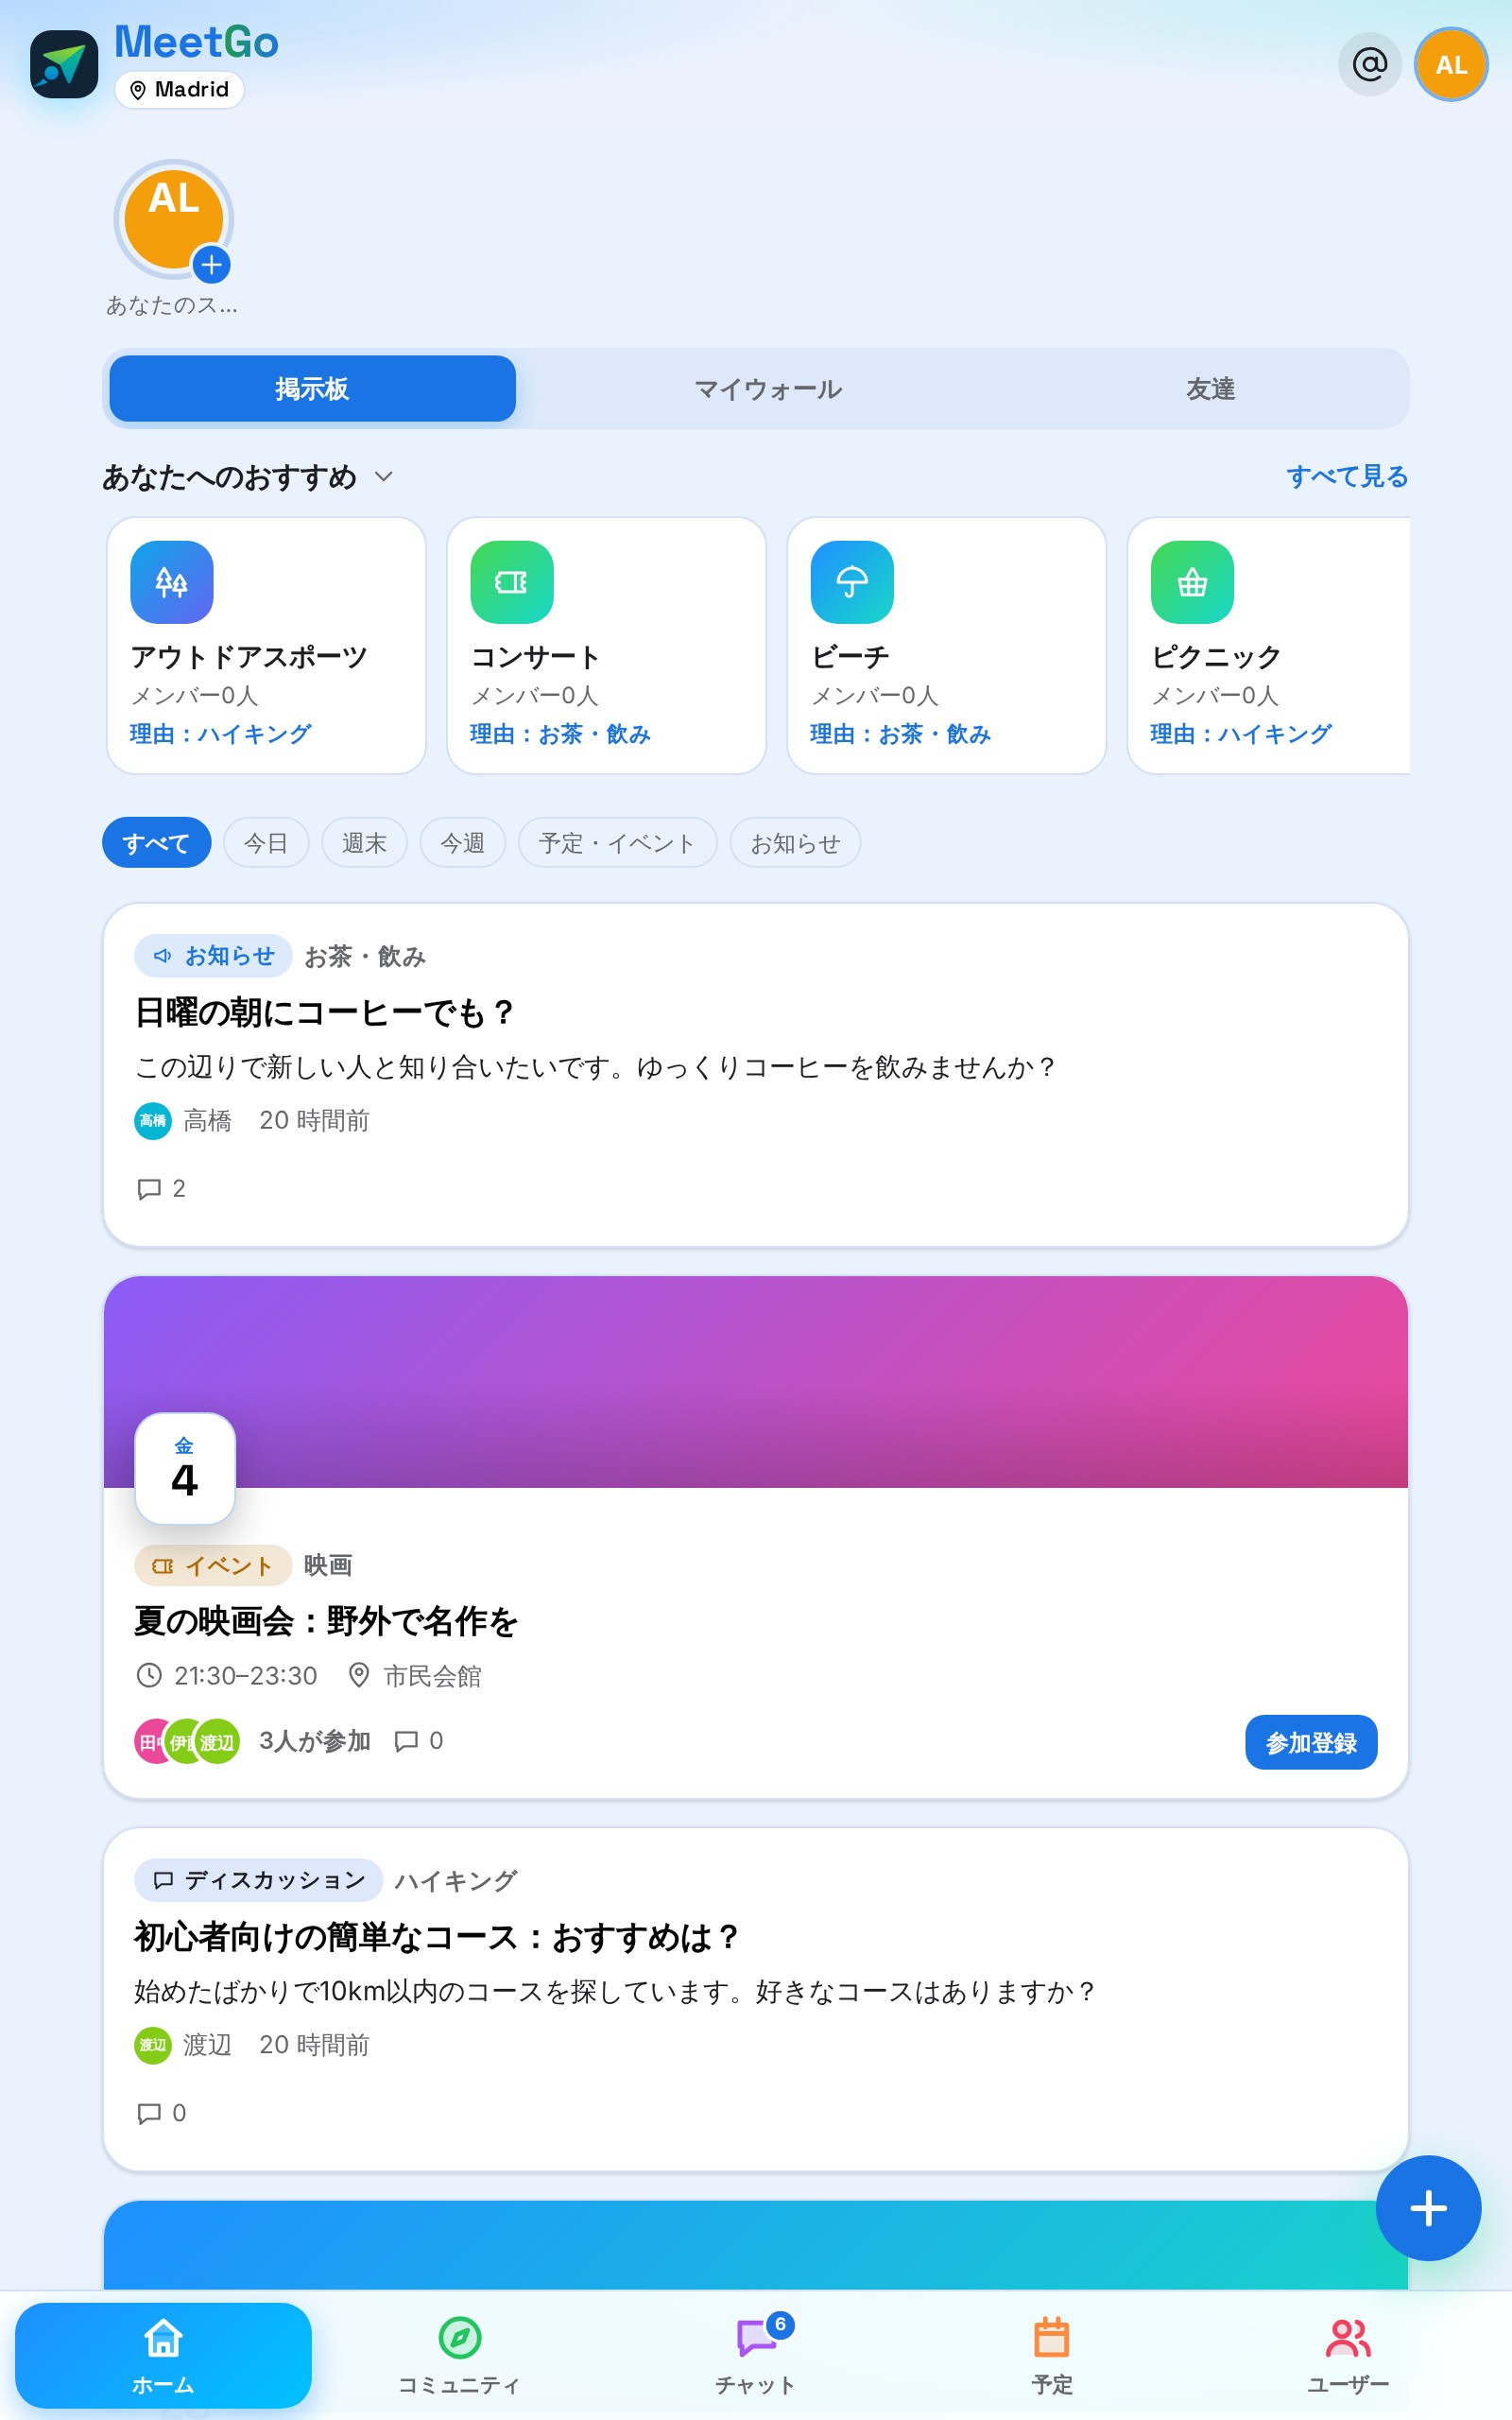 MeetGo
Madrid
AL
AL
あなたのス...
掲示板 マイウォール 友達
あなたへのおすすめ すべて見る
アウトドアスポーツ
メンバー0人
理由：ハイキング
コンサート
メンバー0人
理由：お茶・飲み
ビーチ
メンバー0人
理由：お茶・飲み
ピクニック
メンバー0人
理由：ハイキング
すべて 今日 週末 今週 予定・イベント お知らせ
お知らせ お茶・飲み
日曜の朝にコーヒーでも？
この辺りで新しい人と知り合いたいです。ゆっくりコーヒーを飲みませんか？
高橋 高橋 20 時間前
2
金
4
イベント 映画
夏の映画会：野外で名作を
21:30–23:30 市民会館
渡辺 3人が参加 0 参加登録
ディスカッション ハイキング
初心者向けの簡単なコース：おすすめは？
始めたばかりで10km以内のコースを探しています。好きなコースはありますか？
渡辺 渡辺 20 時間前
0
ホーム コミュニティ 6 チャット 予定 ユーザー